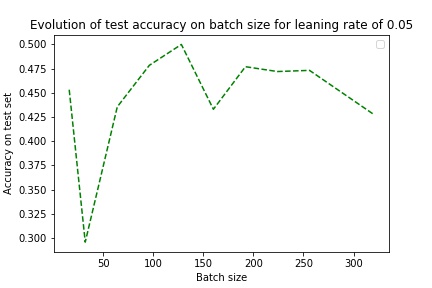 Evolution of test accuracy on batch size for leaning rate of 0.05
0.500
0.475
0.450
0.425
0.400
0.375
0.350
0.325
0.300
Accuracy on test set
50 100 150 200 250 300
Batch size